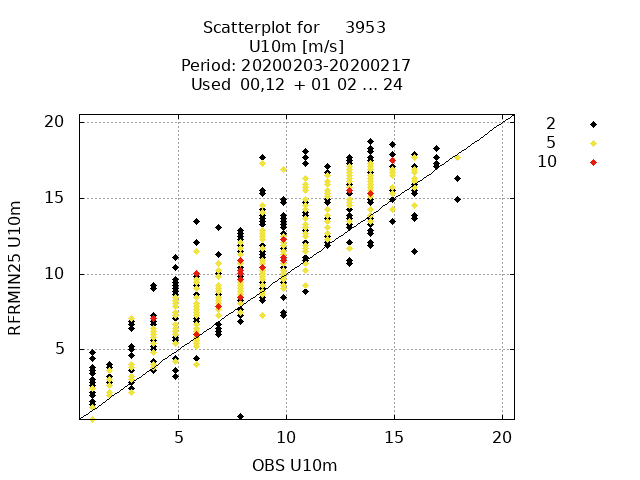 Scatterplot for 3953
U10m [m/s]
Period: 20200203-20200217
Used 00,12 + 01 02 ... 24
20
15
10
5
5
10
15
20
RFRMIN25 U10m
OBS U10m
2
5
10